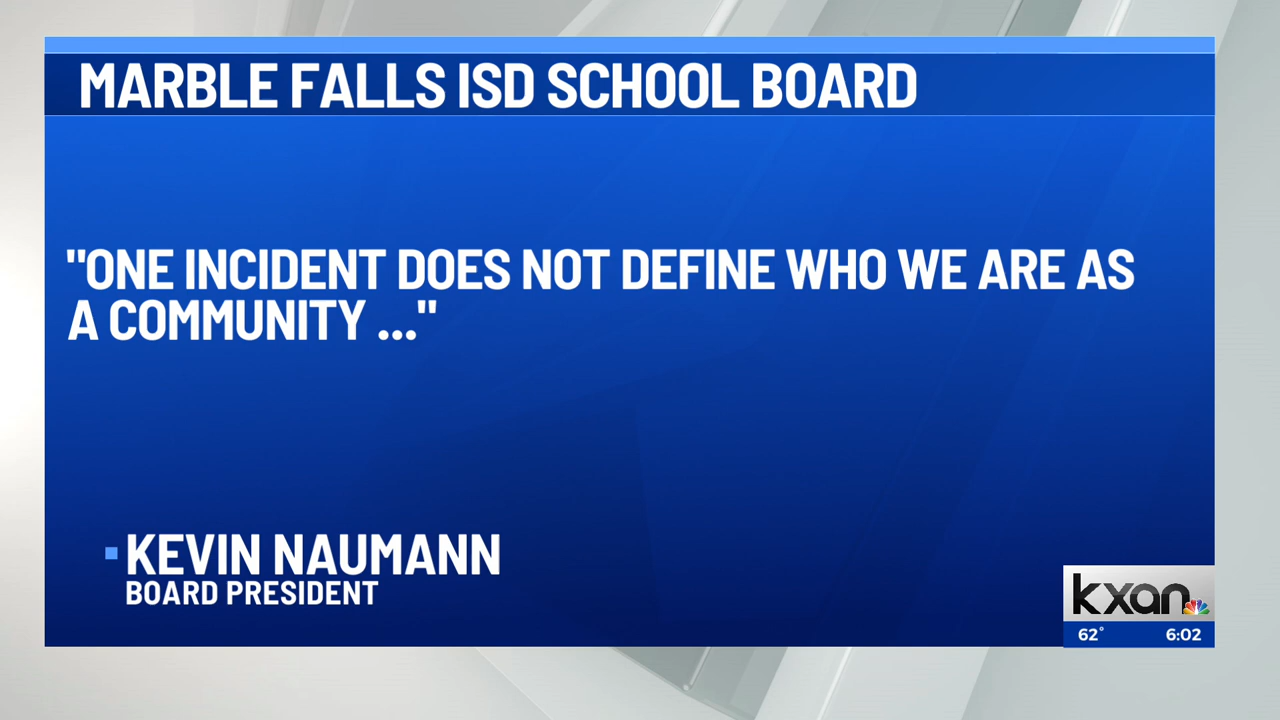 MARBLE FALLS ISD SCHOOL BOARD
"ONE INCIDENT DOES NOT DEFINE WHO WE ARE AS
A COMMUNITY ..."
KEVIN NAUMANN
BOARD PRESIDENT
kxan
62° 6:02